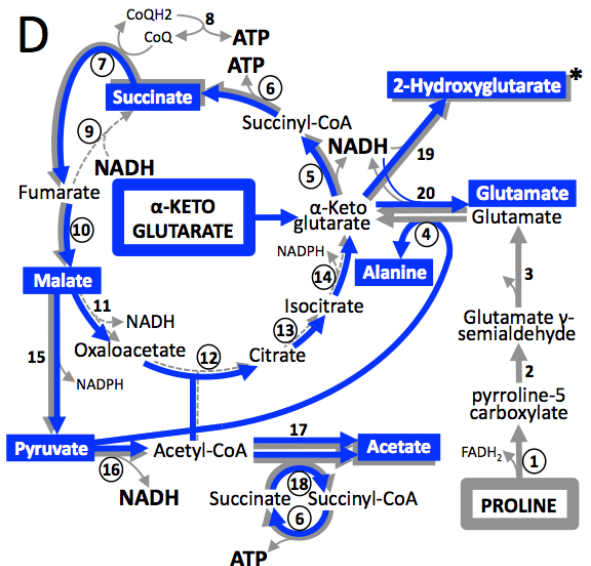 D
CoQH2
CoQ
8
ATP
ATP
7
6
Succinate
Succinyl-CoA
2-Hydroxyglutarate *
9
NADH
NADH
19
5
Fumarate
α-KETO
GLUTARATE
α-Keto
glutarate
20
Glutamate
Glutamate
10
4
NADPH
Alanine
14
Malate
11
NADH
Isocitrate
3
13
Oxaloacetate
12
Citrate
Glutamate γ-
semialdehyde
15
NADPH
2
pyrroline-5
carboxylate
Pyruvate
Acetyl-CoA
17
Acetate
16
FADH2
1
NADH
Succinate
18
Succinyl-CoA
6
PROLINE
ATP